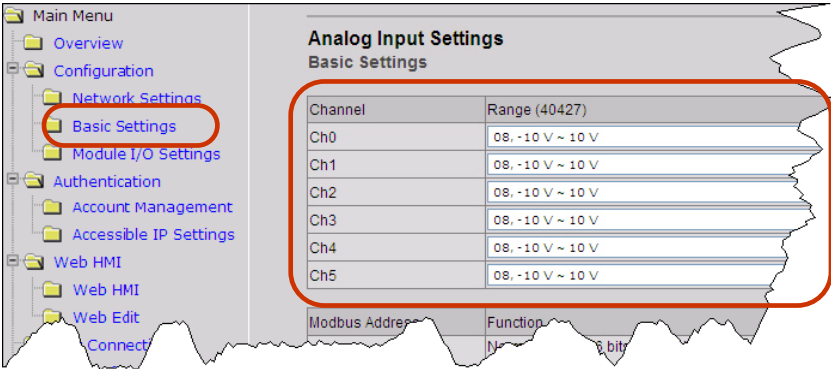 Main Menu
Overview
Configuration
Network Settings
Basic Settings
Module I/O Settings
Authentication
Account Management
Accessible IP Settings
Web HMI
Web HMI
Web Edit
Analog Input Settings
Basic Settings
Channel Range (40427)
Ch0 08, -10 V ~ 10 V
Ch1 08, -10 V ~ 10 V
Ch2 08, -10 V ~ 10 V
Ch3 08, -10 V ~ 10 V
Ch4 08, -10 V ~ 10 V
Ch5 08, -10 V ~ 10 V
Modbus Address Function